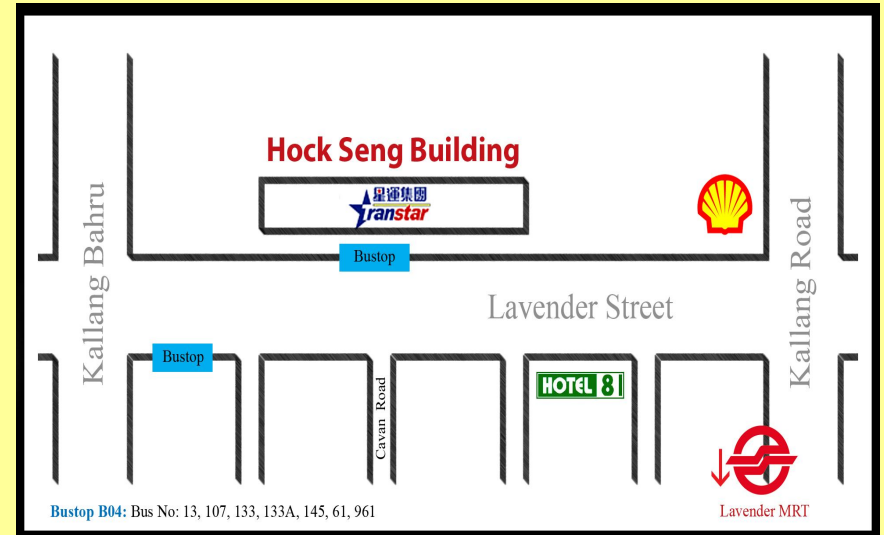 Hock Seng Building
星運集團
Transtar
Bustop
Kallang Bahru
Lavender Street
Kallang Road
Bustop
Cavan Road
HOTEL 81
Bustop B04: Bus No: 13, 107, 133, 133A, 145, 61, 961
Lavender MRT